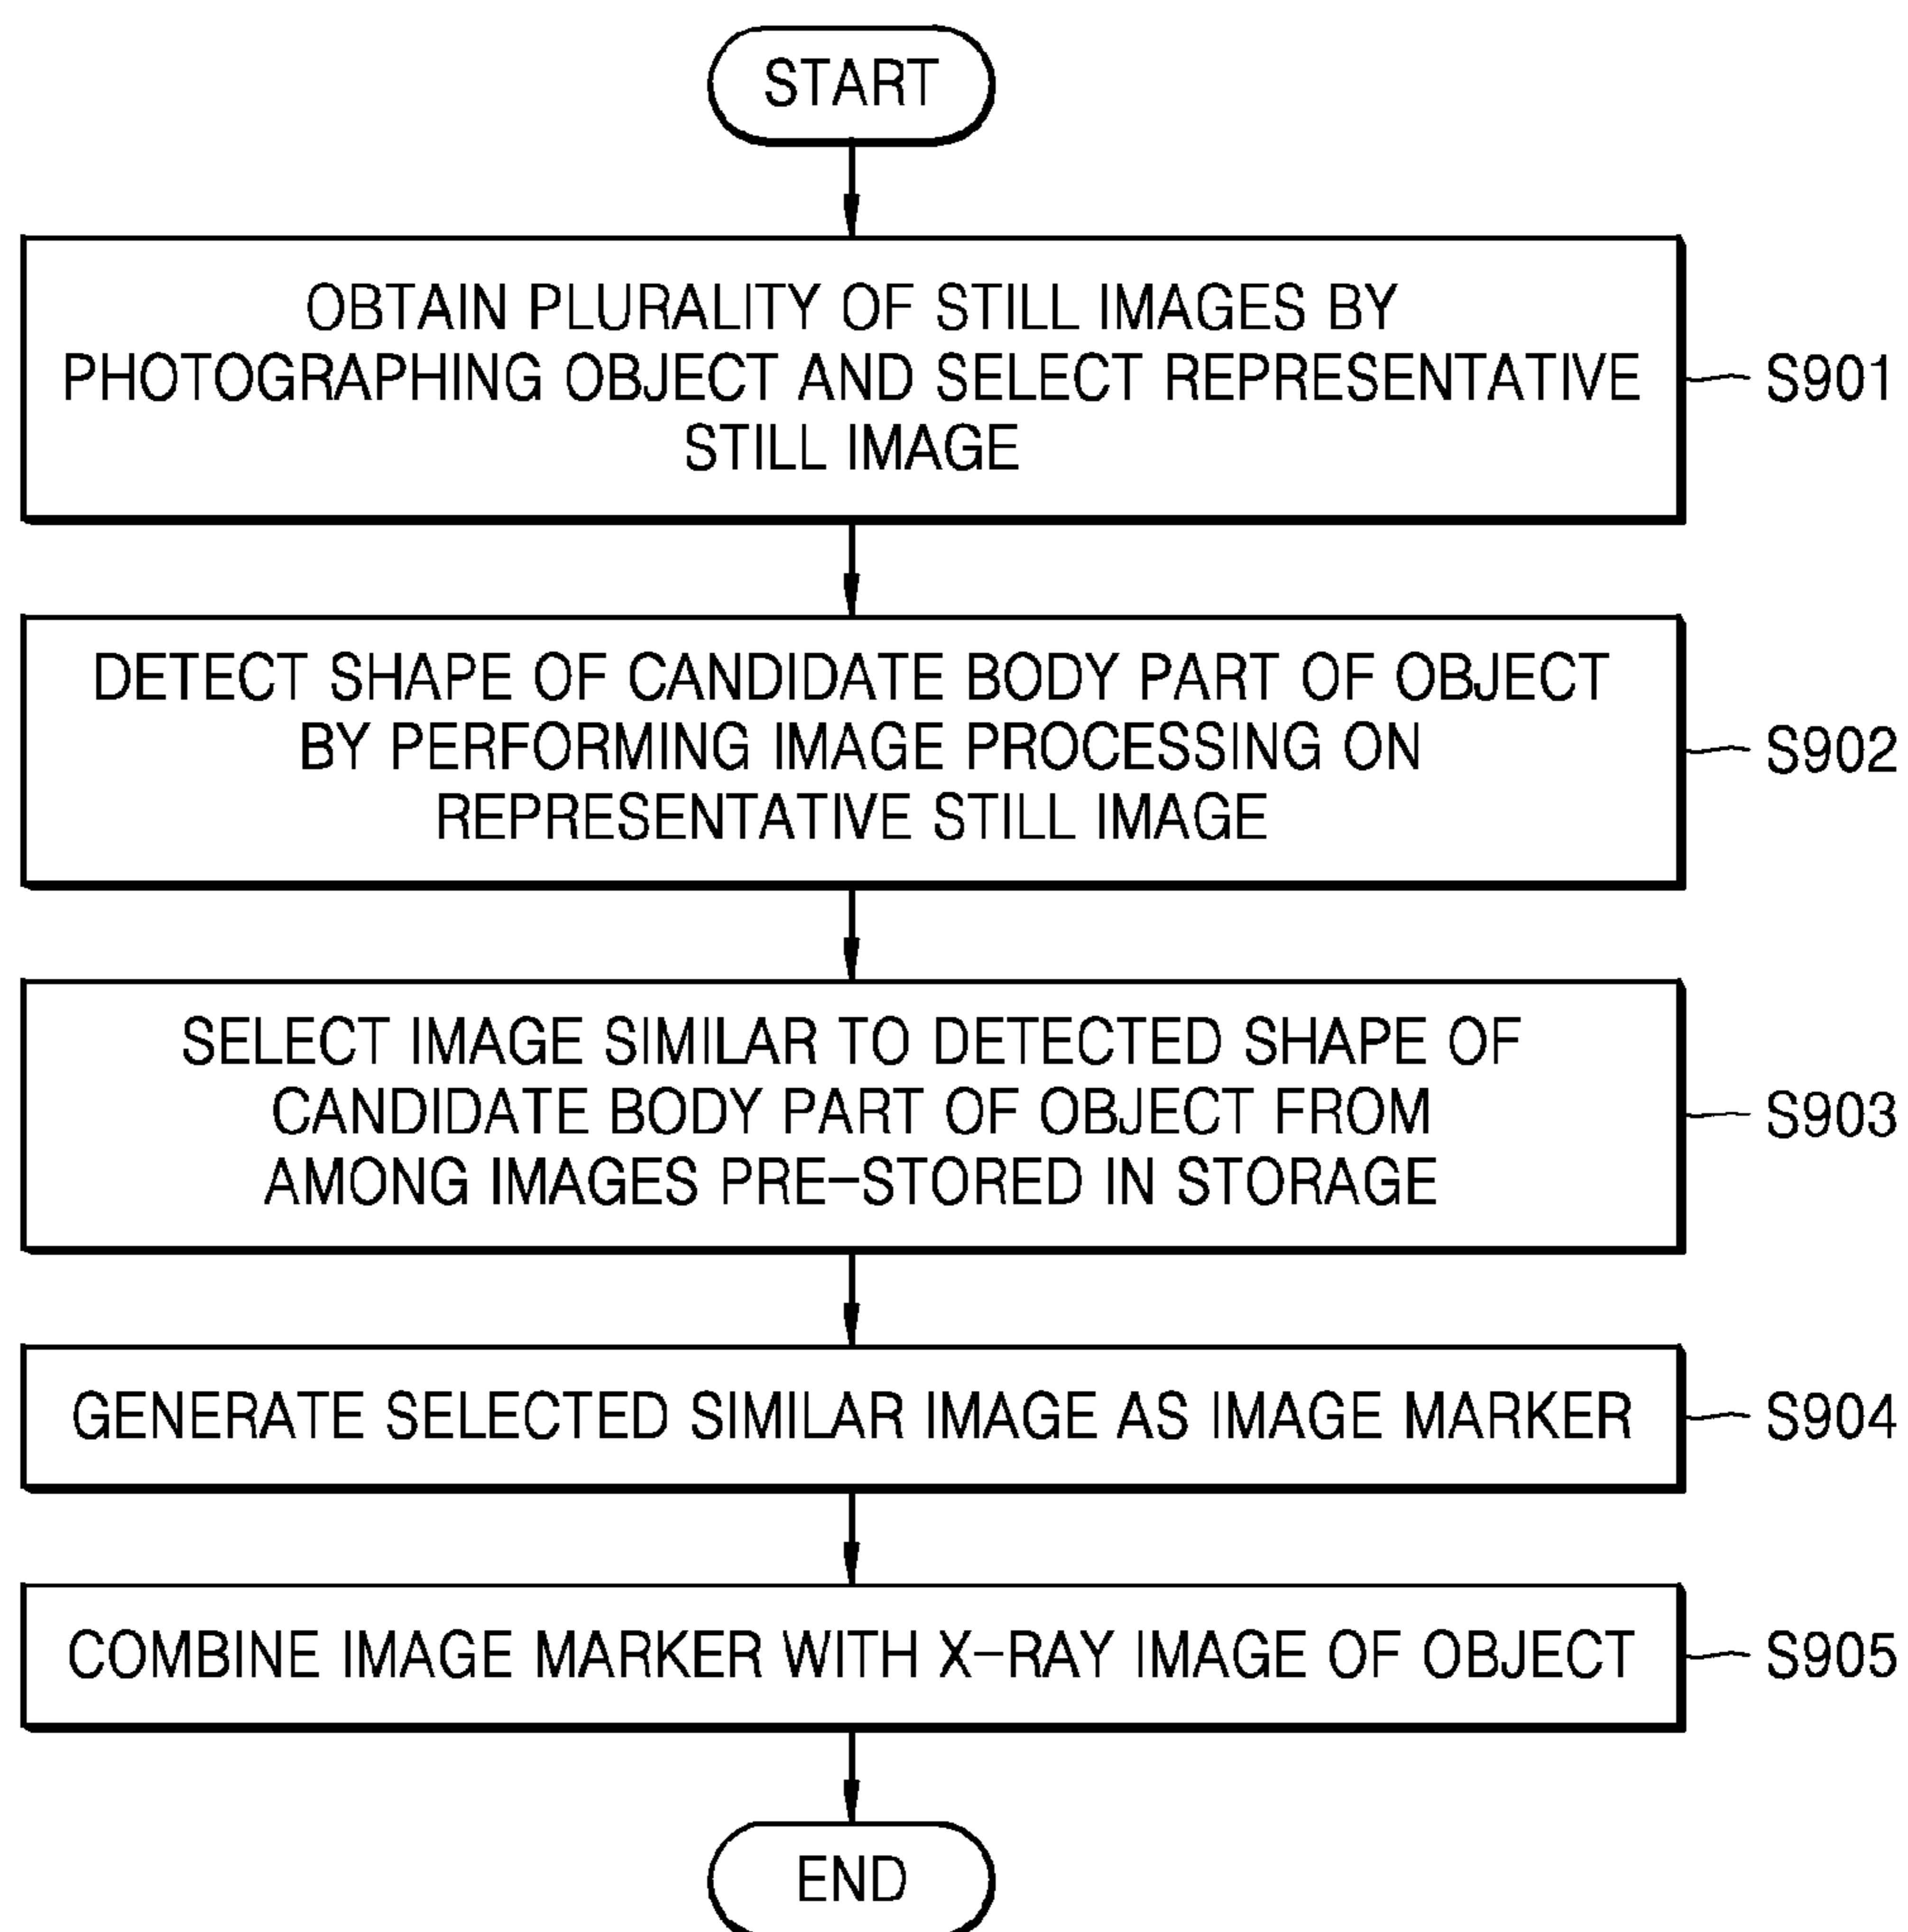 START
OBTAIN PLURALITY OF STILL IMAGES BY
PHOTOGRAPHING OBJECT AND SELECT REPRESENTATIVE
STILL IMAGE
S901
DETECT SHAPE OF CANDIDATE BODY PART OF OBJECT
BY PERFORMING IMAGE PROCESSING ON
REPRESENTATIVE STILL IMAGE
S902
SELECT IMAGE SIMILAR TO DETECTED SHAPE OF
CANDIDATE BODY PART OF OBJECT FROM
AMONG IMAGES PRE-STORED IN STORAGE
S903
GENERATE SELECTED SIMILAR IMAGE AS IMAGE MARKER
S904
COMBINE IMAGE MARKER WITH X-RAY IMAGE OF OBJECT
S905
END